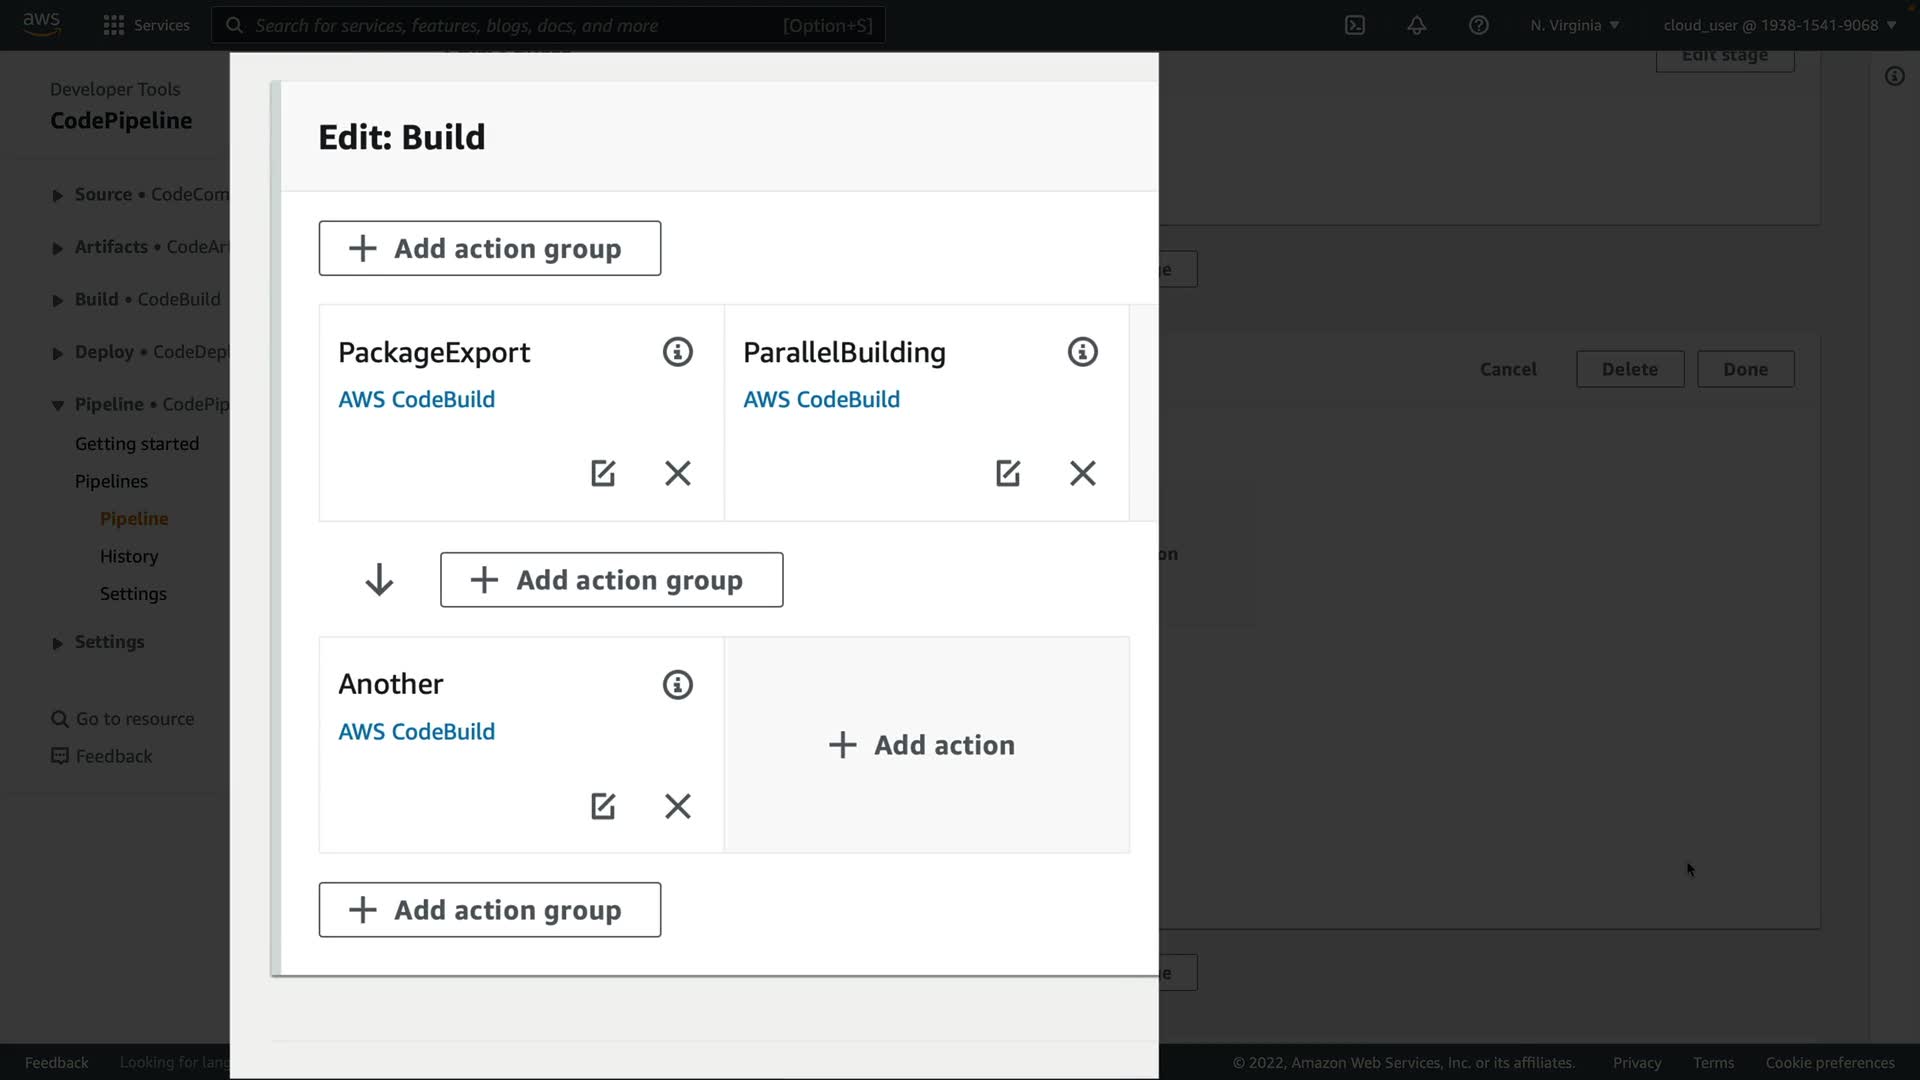 aws
Services
Search for services, features, blogs, docs, and more
[Option+S]
N. Virginia
cloud_user @ 1938-1541-9068
Developer Tools
CodePipeline
Source • CodeCom
Artifacts • CodeAr
Build • CodeBuild
Deploy • CodeDep
Pipeline • CodePip
Getting started
Pipelines
Pipeline
History
Settings
Settings
Go to resource
Feedback
Edit stage
Edit: Build
Cancel
Delete
Done
+ Add action group
PackageExport
AWS CodeBuild
ParallelBuilding
AWS CodeBuild
+ Add action group
Another
AWS CodeBuild
+ Add action
+ Add action group
Feedback
Looking for lang
© 2022, Amazon Web Services, Inc. or its affiliates.
Privacy
Terms
Cookie preferences